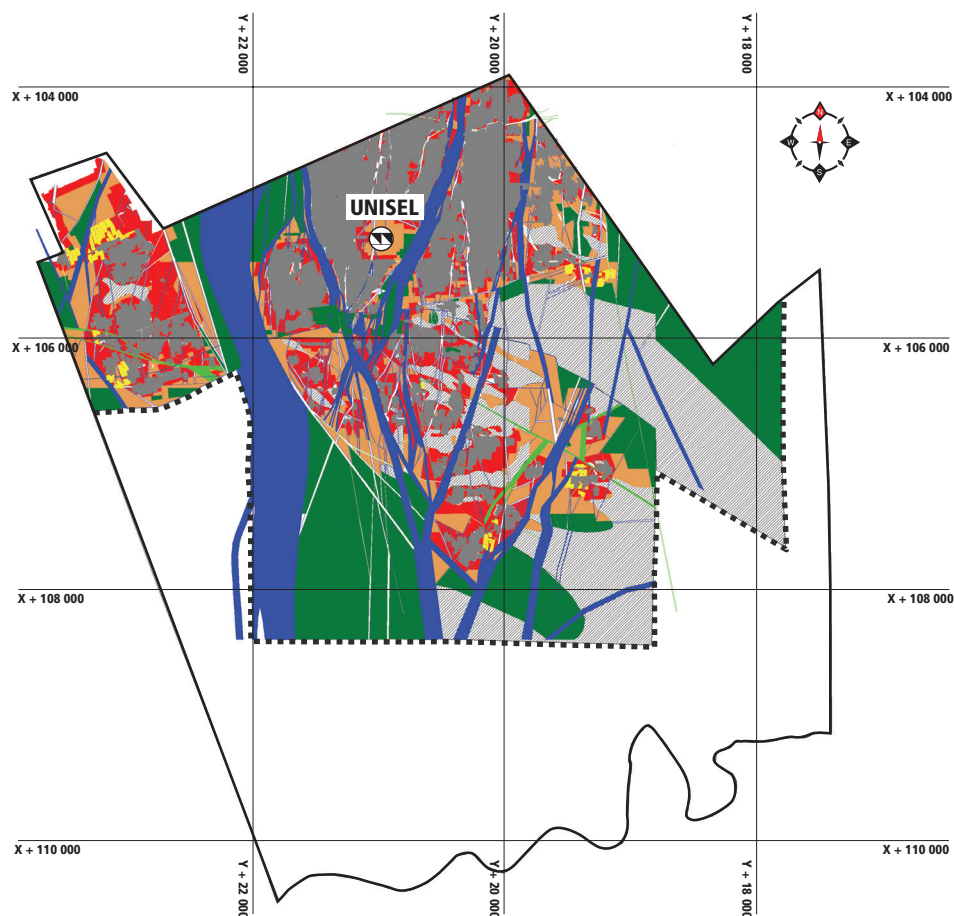 Y + 22 000
Y + 20 000
Y + 18 000
X + 104 000
X + 104 000
N
W
E
S
UNISEL
X + 106 000
X + 106 000
X + 108 000
X + 108 000
X + 110 000
X + 110 000
Y + 22 000
Y + 20 000
Y + 18 000